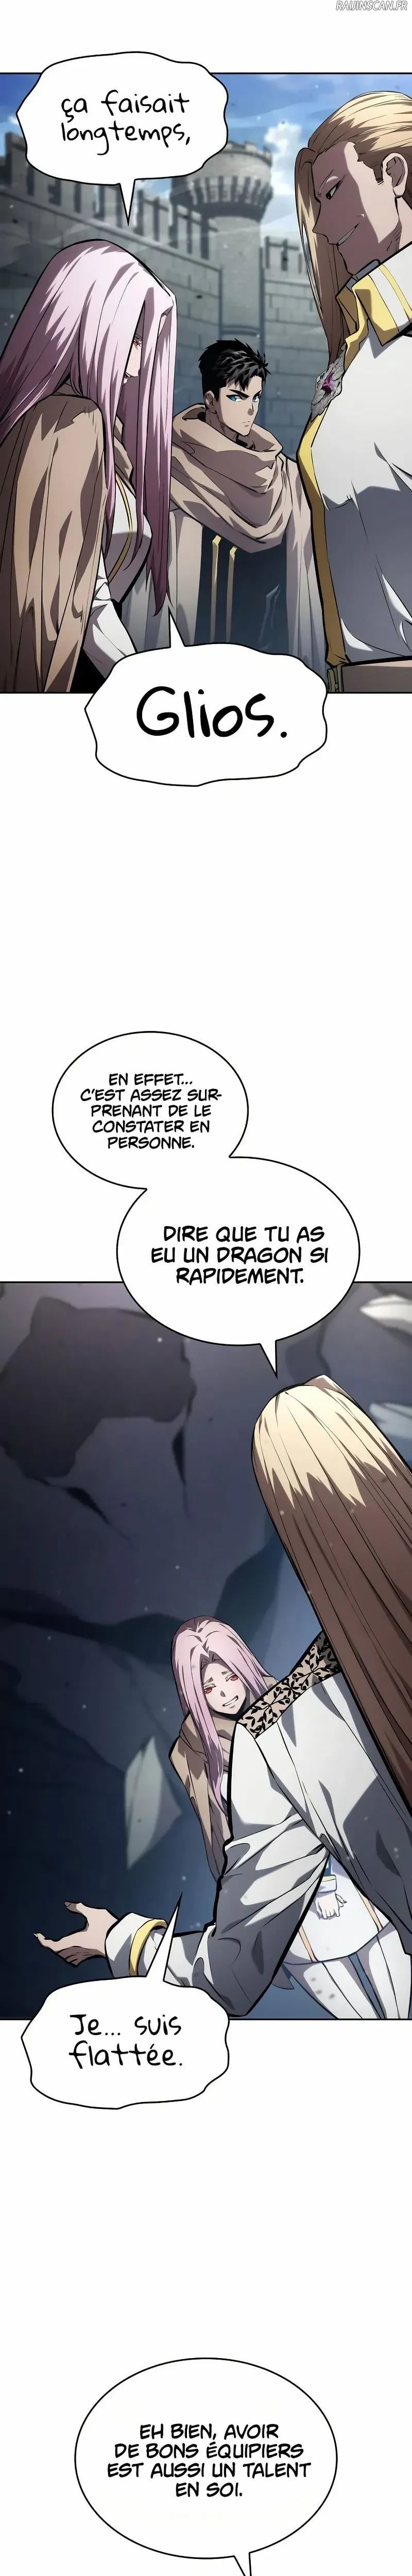 RAIJINSCAN.FR
ça faisait
longtemps,
Glios.
EN EFFET...
C'EST ASSEZ SUR-
PRENANT DE LE
CONSTATER EN
PERSONNE.
DIRE QUE TU AS
EU UN DRAGON SI
RAPIDEMENT.
Je... suis
flattée.
EH BIEN, AVOIR
DE BONS ÉQUIPIERS
EST AUSSI UN TALENT
EN SOI.